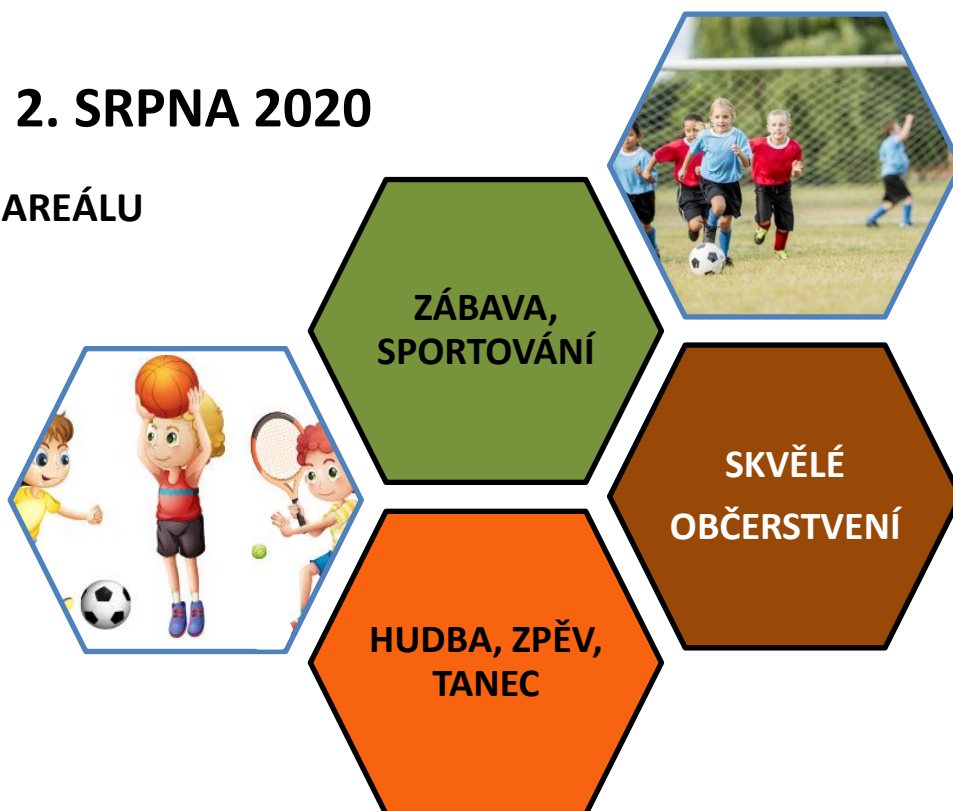 2. SRPNA 2020
AREÁLU
ZÁBAVA,
SPORTOVÁNÍ
SKVĚLÉ
OBČERSTVENÍ
HUDBA, ZPĚV,
TANEC